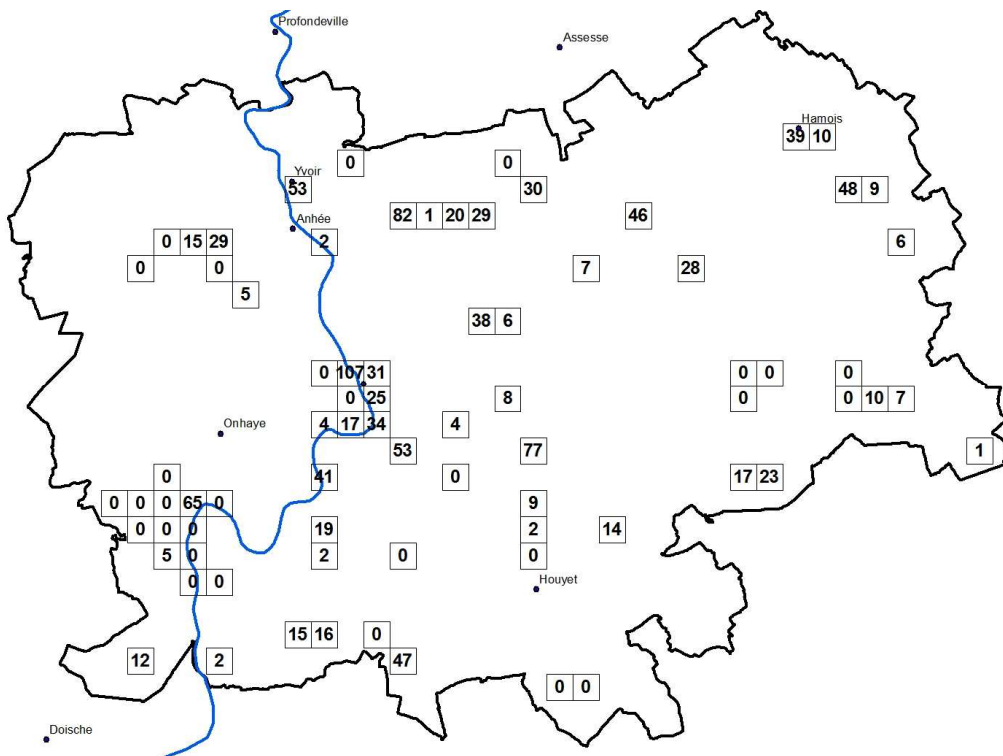 Profondeville
Assesse
Hamois
39 10
0 0
Yvoir
53 30 48 9
82 1 20 29 46
Anhée
0 15 29 2 6
0 0 7 28
5
38 6
0 107 31 0 0 0
0 25 8 0 0 10 7
4 17 34 4
Onhaye
53 77 1
0 41 0 17 23
0 0 0 65 0 9
0 0 0 19 2 14
5 0 2 0 0
0 0
Houyet
15 16 0
12 2 47
0 0
Doische